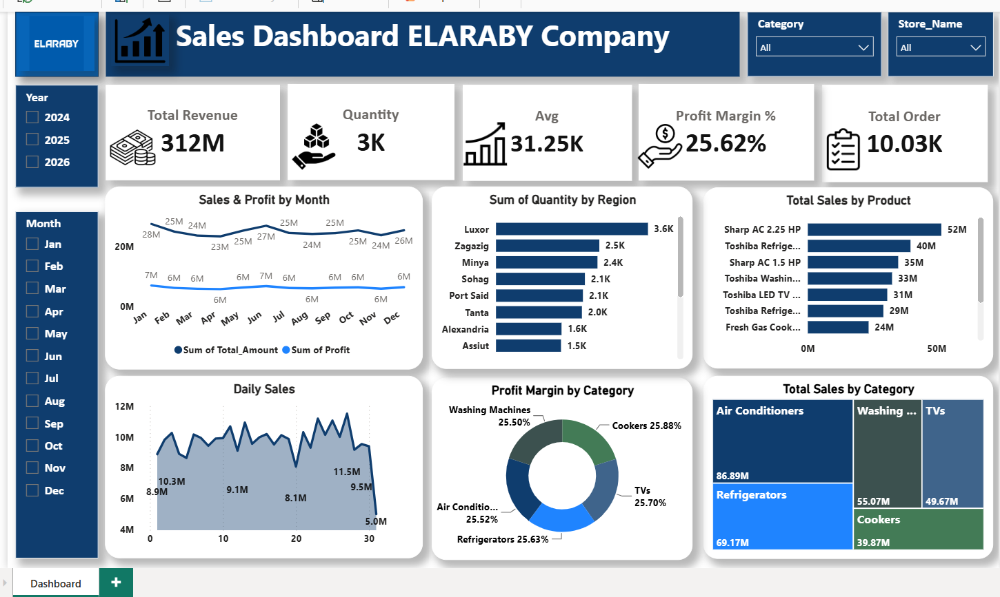 ELARABY
Sales Dashboard ELARABY Company
Category
All
Store_Name
All
Year
2024
2025
2026
Total Revenue
312M
Quantity
3K
Avg
31.25K
Profit Margin %
25.62%
Total Order
10.03K
Month
Jan
Feb
Mar
Apr
May
Jun
Jul
Aug
Sep
Oct
Nov
Dec
Sales & Profit by Month
20M
0M
28M 25M 24M 23M 25M 27M 25M 24M 25M 25M 24M 26M
7M 6M 6M 6M 6M 7M 6M 6M 6M 6M 6M 6M
Jan Feb Mar Apr May Jun Jul Aug Sep Oct Nov Dec
Sum of Total_Amount Sum of Profit
Sum of Quantity by Region
Luxor 3.6K
Zagazig 2.5K
Minya 2.4K
Sohag 2.1K
Port Said 2.1K
Tanta 2.0K
Alexandria 1.6K
Assiut 1.5K
Total Sales by Product
Sharp AC 2.25 HP 52M
Toshiba Refrige... 40M
Sharp AC 1.5 HP 35M
Toshiba Washin... 33M
Toshiba LED TV ... 31M
Toshiba Refrige... 29M
Fresh Gas Cook... 24M
0M 50M
Daily Sales
12M
10M
8M
6M
4M
8.9M 10.3M 9.1M 8.1M 11.5M 9.5M 5.0M
0 10 20 30
Profit Margin by Category
Washing Machines
25.50%
Cookers 25.88%
TVs
25.70%
Air Conditio...
25.52%
Refrigerators 25.63%
Total Sales by Category
Air Conditioners
86.89M
Refrigerators
69.17M
Washing ...
55.07M
TVs
49.67M
Cookers
39.87M
Dashboard
+